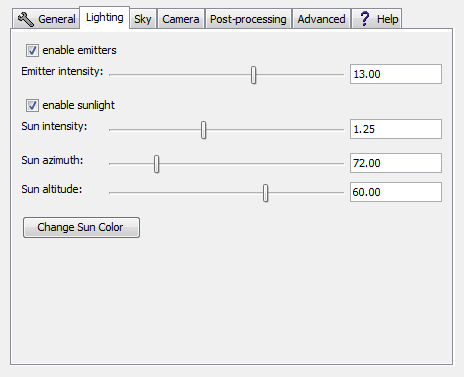 General Lighting Sky Camera Post-processing Advanced ? Help
enable emitters
Emitter intensity: 13.00
enable sunlight
Sun intensity: 1.25
Sun azimuth: 72.00
Sun altitude: 60.00
Change Sun Color